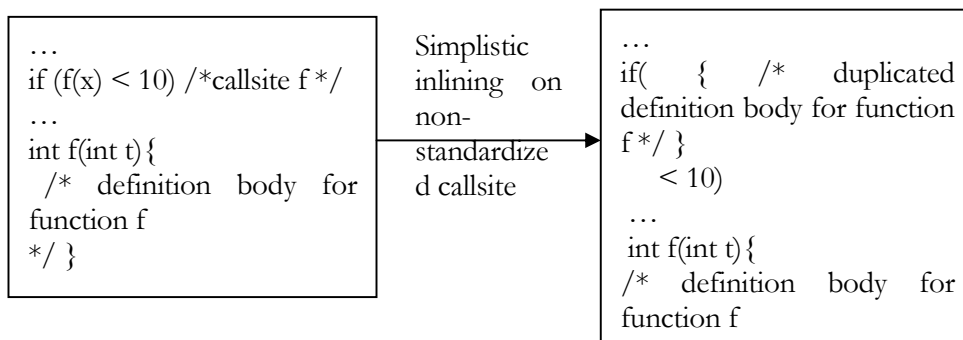 …
if (f(x) < 10) /*callsite f */
…
int f(int t){
/* definition body for
function f
*/ }
Simplistic
inlining on
non-
standardize
d callsite
…
if( { /* duplicated
definition body for function
f */ }
< 10)
…
int f(int t){
/* definition body for
function f